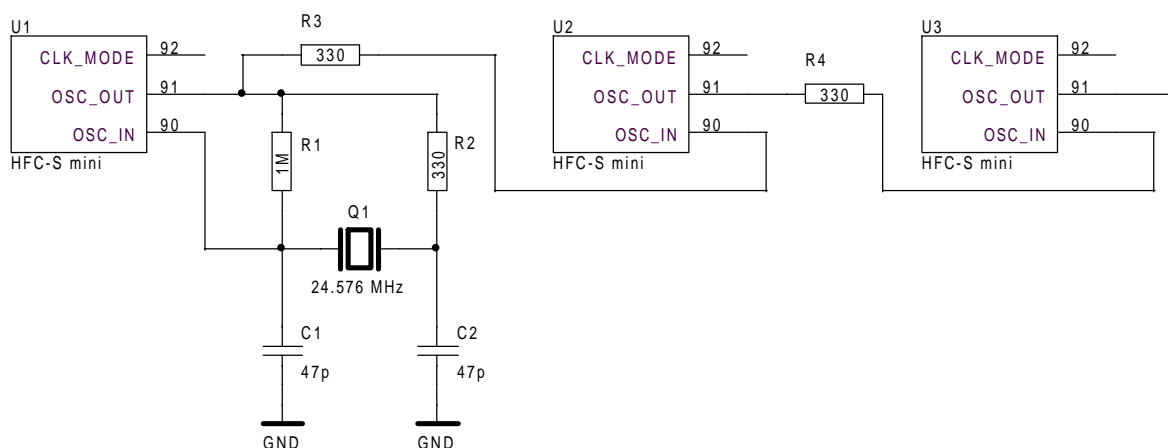 U1
CLK_MODE
92
OSC_OUT
91
OSC_IN
90
HFC-S mini
R3
330
R1
1M
R2
330
Q1
24.576 MHz
C1
47p
C2
47p
GND
GND
U2
CLK_MODE
92
OSC_OUT
91
OSC_IN
90
HFC-S mini
R4
330
U3
CLK_MODE
92
OSC_OUT
91
OSC_IN
90
HFC-S mini